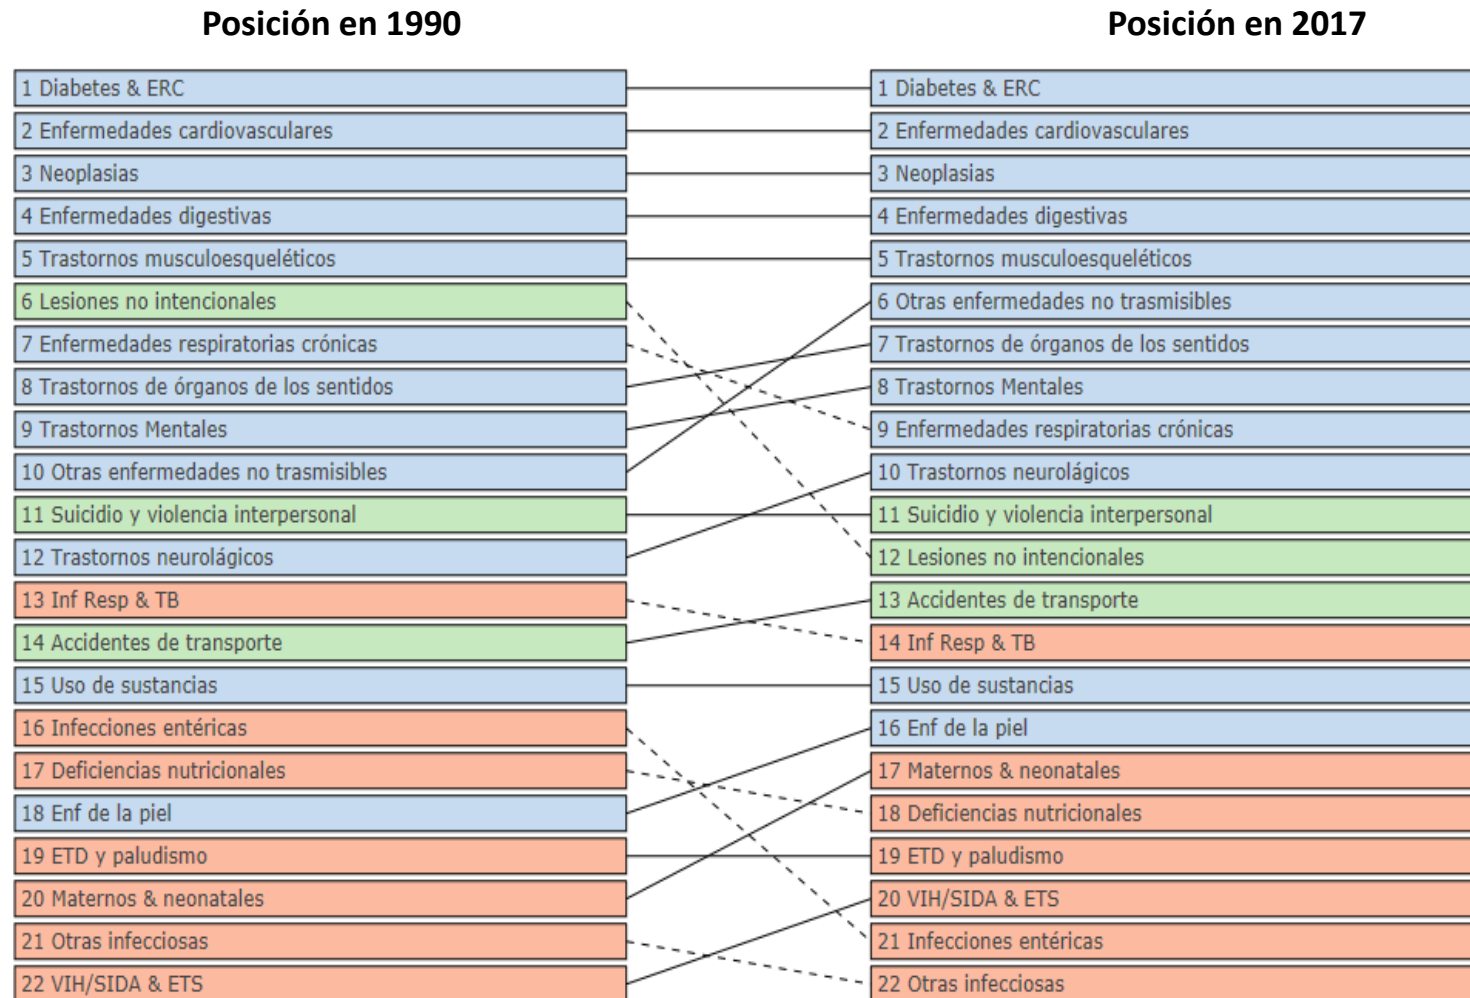 Posición en 1990
Posición en 2017
1 Diabetes & ERC
2 Enfermedades cardiovasculares
3 Neoplasias
4 Enfermedades digestivas
5 Trastornos musculoesqueléticos
6 Lesiones no intencionales
7 Enfermedades respiratorias crónicas
8 Trastornos de órganos de los sentidos
9 Trastornos Mentales
10 Otras enfermedades no trasmisibles
11 Suicidio y violencia interpersonal
12 Trastornos neurolágicos
13 Inf Resp & TB
14 Accidentes de transporte
15 Uso de sustancias
16 Infecciones entéricas
17 Deficiencias nutricionales
18 Enf de la piel
19 ETD y paludismo
20 Maternos & neonatales
21 Otras infecciosas
22 VIH/SIDA & ETS
1 Diabetes & ERC
2 Enfermedades cardiovasculares
3 Neoplasias
4 Enfermedades digestivas
5 Trastornos musculoesqueléticos
6 Otras enfermedades no trasmisibles
7 Trastornos de órganos de los sentidos
8 Trastornos Mentales
9 Enfermedades respiratorias crónicas
10 Trastornos neurolágicos
11 Suicidio y violencia interpersonal
12 Lesiones no intencionales
13 Accidentes de transporte
14 Inf Resp & TB
15 Uso de sustancias
16 Enf de la piel
17 Maternos & neonatales
18 Deficiencias nutricionales
19 ETD y paludismo
20 VIH/SIDA & ETS
21 Infecciones entéricas
22 Otras infecciosas